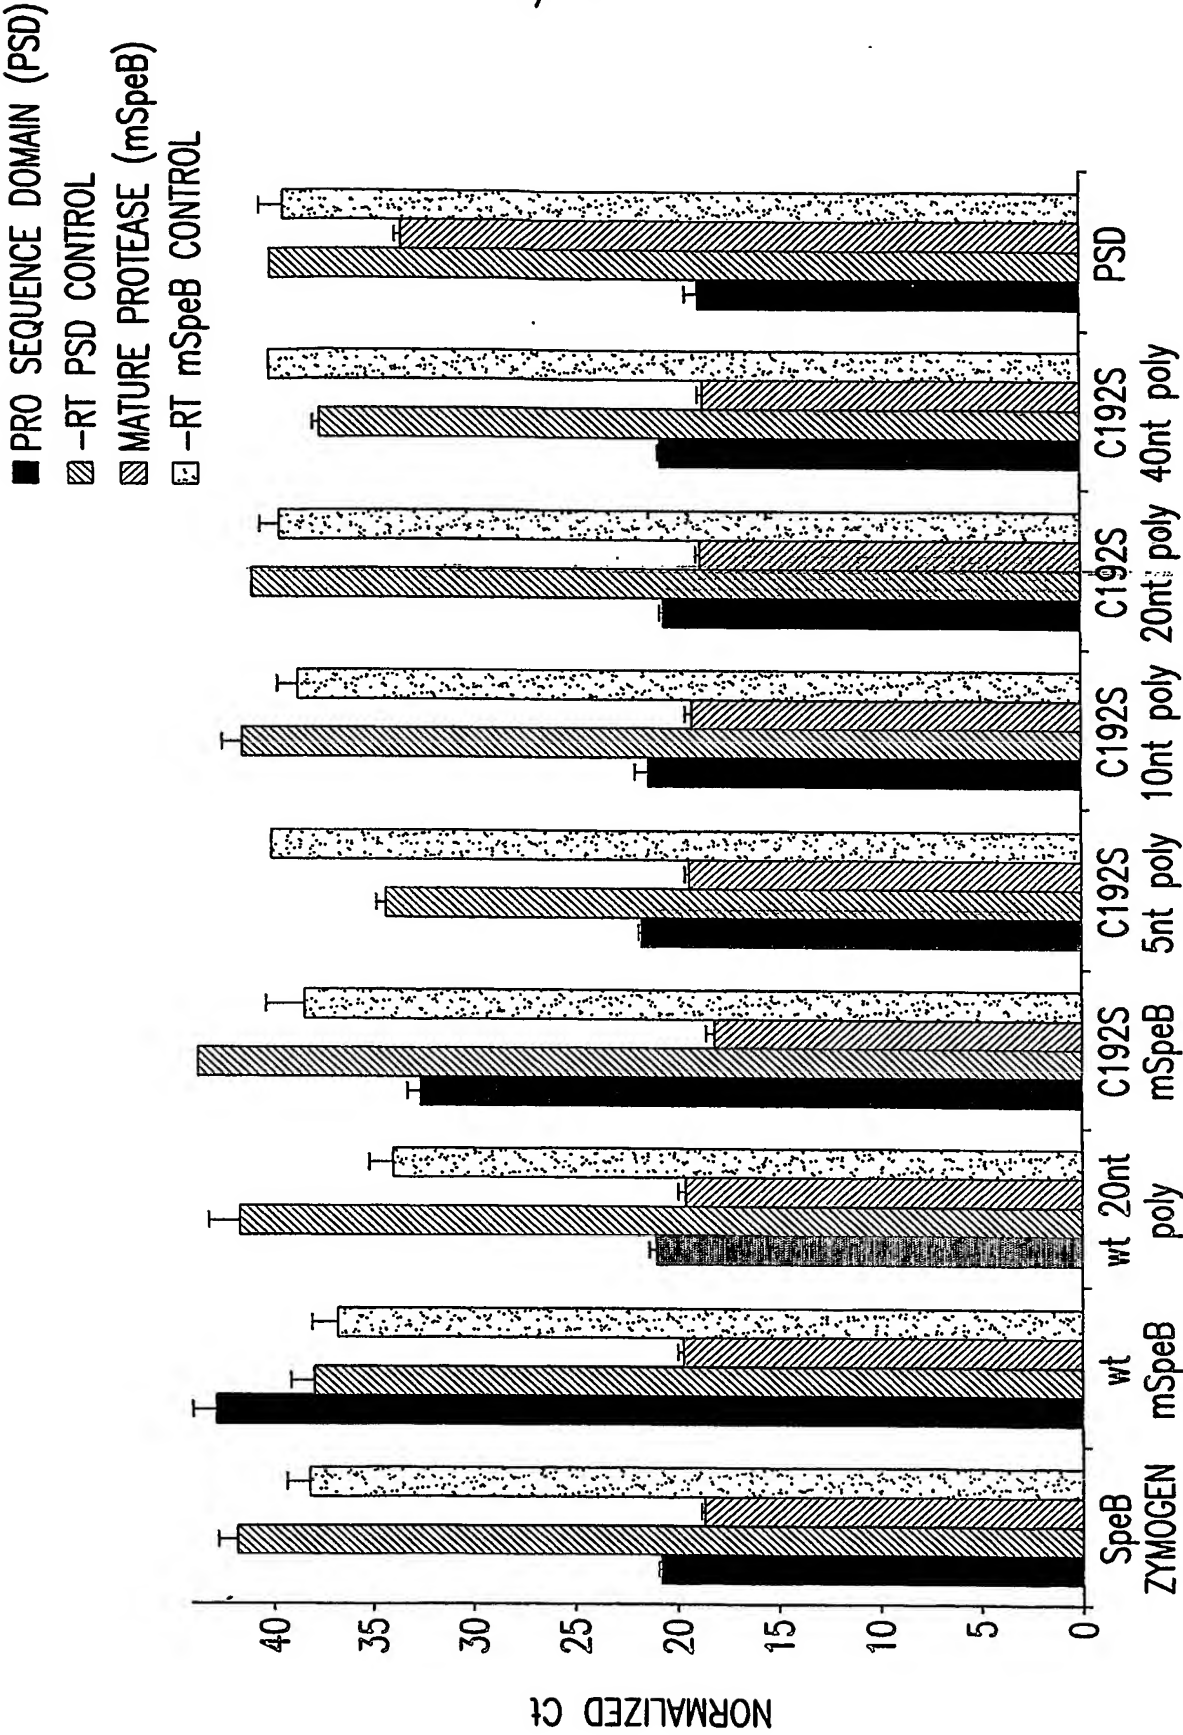 PRO SEQUENCE DOMAIN (PSD)
-RT PSD CONTROL
MATURE PROTEASE (mSpeB)
-RT mSpeB CONTROL
NORMALIZED Ct
40
35
30
25
20
15
10
5
0
SpeB
ZYMOGEN
wt
mSpeB
wt 20nt
poly
C192S
mSpeB
C192S
5nt poly
C192S
10nt poly
C192S
20nt poly
C192S
40nt poly
PSD